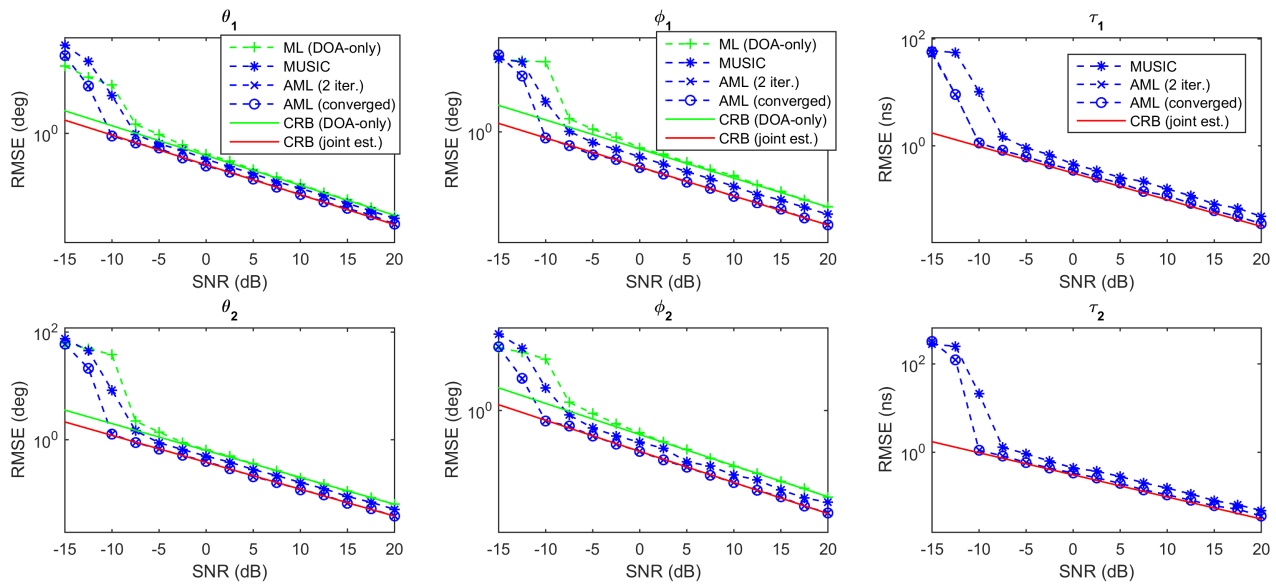 θ1
ϕ1
τ1
RMSE (deg)
10^0
ML (DOA-only)
MUSIC
AML (2 iter.)
AML (converged)
CRB (DOA-only)
CRB (joint est.)
-15 -10 -5 0 5 10 15 20
SNR (dB)
RMSE (deg)
10^0
ML (DOA-only)
MUSIC
AML (2 iter.)
AML (converged)
CRB (DOA-only)
CRB (joint est.)
-15 -10 -5 0 5 10 15 20
SNR (dB)
RMSE (ns)
10^2
10^0
MUSIC
AML (2 iter.)
AML (converged)
CRB (joint est.)
-15 -10 -5 0 5 10 15 20
SNR (dB)
θ2
ϕ2
τ2
RMSE (deg)
10^2
10^0
-15 -10 -5 0 5 10 15 20
SNR (dB)
RMSE (deg)
10^0
-15 -10 -5 0 5 10 15 20
SNR (dB)
RMSE (ns)
10^2
10^0
-15 -10 -5 0 5 10 15 20
SNR (dB)